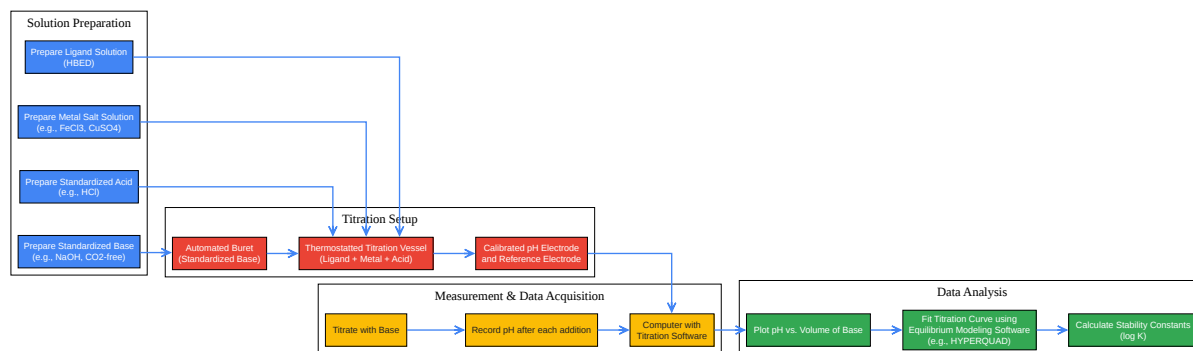 Solution Preparation
Prepare Ligand Solution
(HBED)
Prepare Metal Salt Solution
(e.g., FeCl3, CuSO4)
Prepare Standardized Acid
(e.g., HCl)
Prepare Standardized Base
(e.g., NaOH, CO2-free)
Titration Setup
Automated Buret
(Standardized Base)
Thermostatted Titration Vessel
(Ligand + Metal + Acid)
Calibrated pH Electrode
and Reference Electrode
Measurement & Data Acquisition
Titrate with Base
Record pH after each addition
Computer with
Titration Software
Data Analysis
Plot pH vs. Volume of Base
Fit Titration Curve using
Equilibrium Modeling Software
(e.g., HYPERQUAD)
Calculate Stability Constants
(log K)